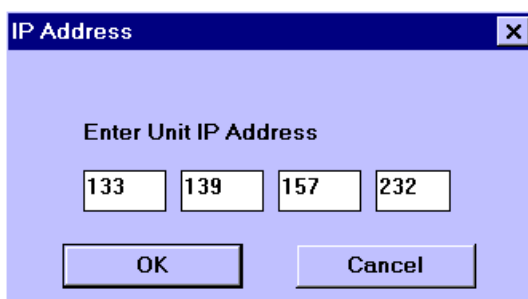 IP Address
Enter Unit IP Address
133 139 157 232
OK Cancel